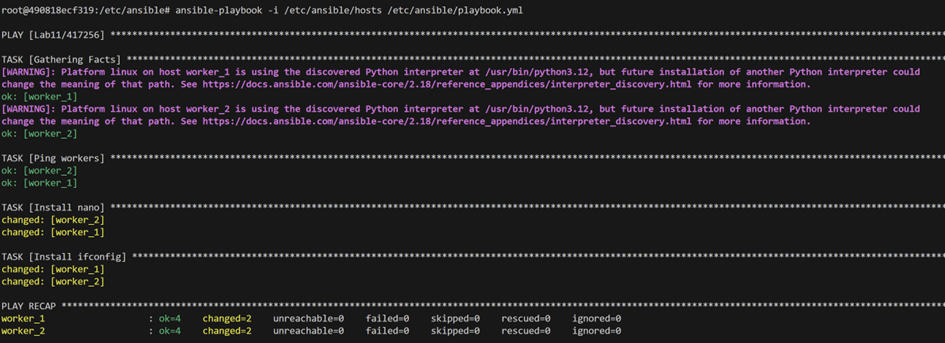 root@490818ecf319:/etc/ansible# ansible-playbook -i /etc/ansible/hosts /etc/ansible/playbook.yml
PLAY [Lab11/417256] ****************************************************************************************************************************************************
TASK [Gathering Facts] *************************************************************************************************************************************************
[WARNING]: Platform linux on host worker_1 is using the discovered Python interpreter at /usr/bin/python3.12, but future installation of another Python interpreter could
change the meaning of that path. See https://docs.ansible.com/ansible-core/2.18/reference_appendices/interpreter_discovery.html for more information.
ok: [worker_1]
[WARNING]: Platform linux on host worker_2 is using the discovered Python interpreter at /usr/bin/python3.12, but future installation of another Python interpreter could
change the meaning of that path. See https://docs.ansible.com/ansible-core/2.18/reference_appendices/interpreter_discovery.html for more information.
ok: [worker_2]
TASK [Ping workers] ****************************************************************************************************************************************************
ok: [worker_2]
ok: [worker_1]
TASK [Install nano] ****************************************************************************************************************************************************
changed: [worker_2]
changed: [worker_1]
TASK [Install ifconfig] ************************************************************************************************************************************************
changed: [worker_1]
changed: [worker_2]
PLAY RECAP *************************************************************************************************************************************************************
worker_1 : ok=4 changed=2 unreachable=0 failed=0 skipped=0 rescued=0 ignored=0
worker_2 : ok=4 changed=2 unreachable=0 failed=0 skipped=0 rescued=0 ignored=0